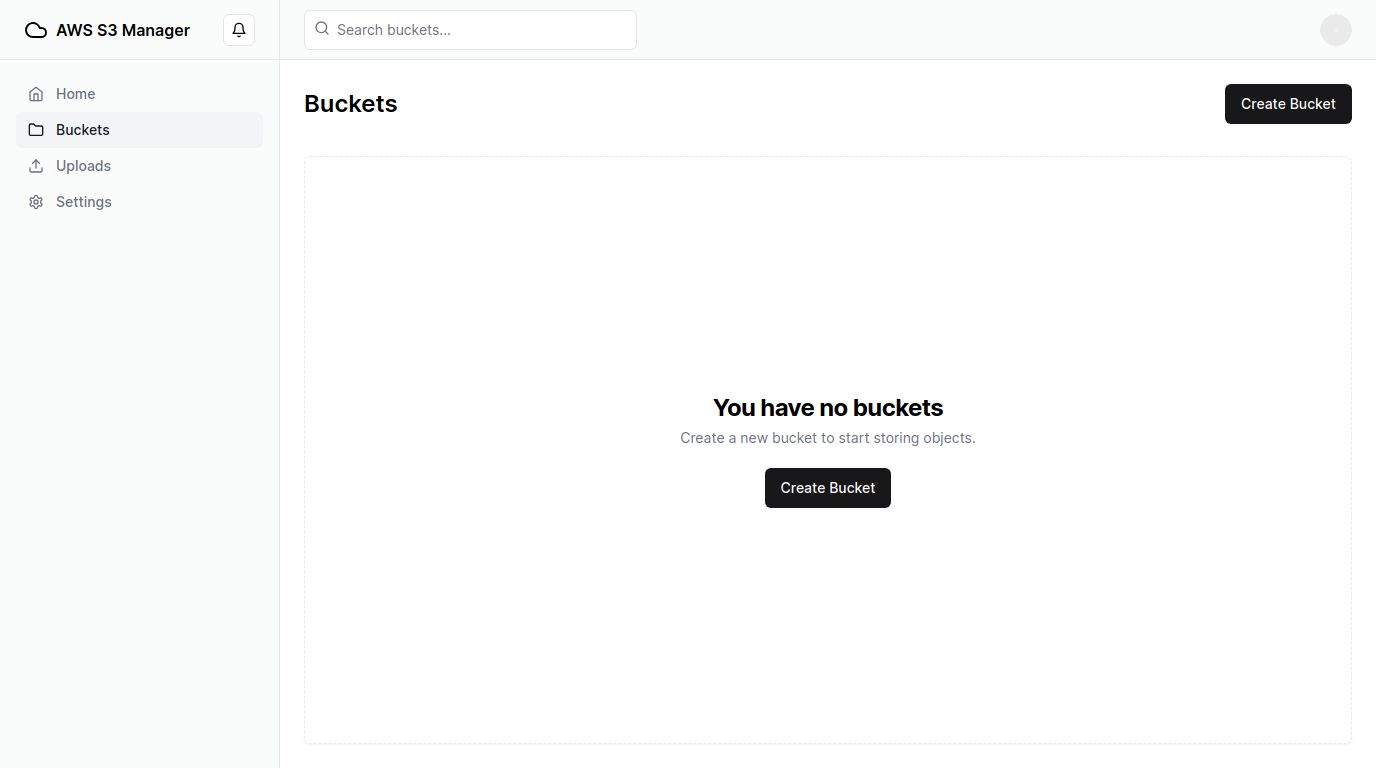 AWS S3 Manager
Search buckets...
Home
Buckets
Uploads
Settings
Buckets
Create Bucket
You have no buckets
Create a new bucket to start storing objects.
Create Bucket